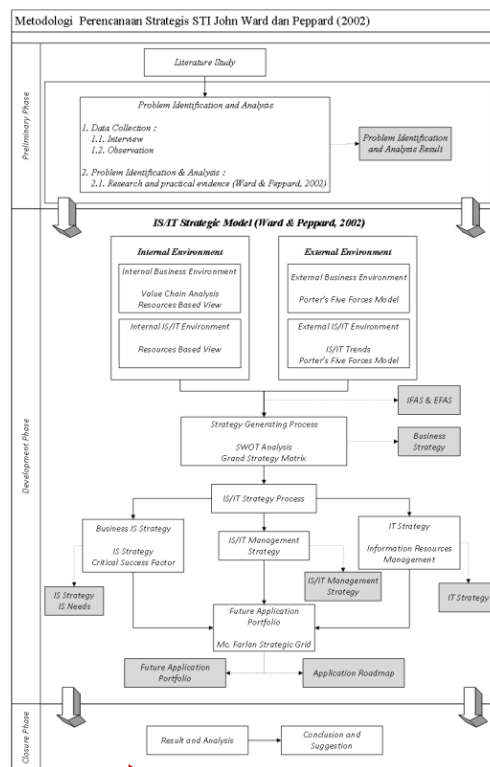 Metodologi Perencanaan Strategis STI John Ward dan Peppard (2002)
Preliminary Phase
Literature Study
Problem Identification and Analysis
1. Data Collection :
1.1. Interview
1.2. Observation
2. Problem Identification & Analysis :
2.1. Research and practical evidence (Ward & Peppard, 2002)
Problem Identification
and Analysis Result
Development Phase
IS/IT Strategic Model (Ward & Peppard, 2002)
Internal Environment
Internal Business Environment
Value Chain Analysis
Resources Based View
Internal IS/IT Environment
Resources Based View
External Environment
External Business Environment
Porter's Five Forces Model
External IS/IT Environment
IS/IT Trends
Porter's Five Forces Model
IFAS & EFAS
Strategy Generating Process
SWOT Analysis
Grand Strategy Matrix
Business
Strategy
IS/IT Strategy Process
Business IS Strategy
IS Strategy
Critical Success Factor
IS/IT Management
Strategy
IT Strategy
Information Resources
Management
IS Strategy
IS Needs
IS/IT Management
Strategy
IT Strategy
Future Application
Portfolio
Mc. Farlan Strategic Grid
Future Application
Portfolio
Application Roadmap
Closure Phase
Result and Analysis
Conclusion and
Suggestion